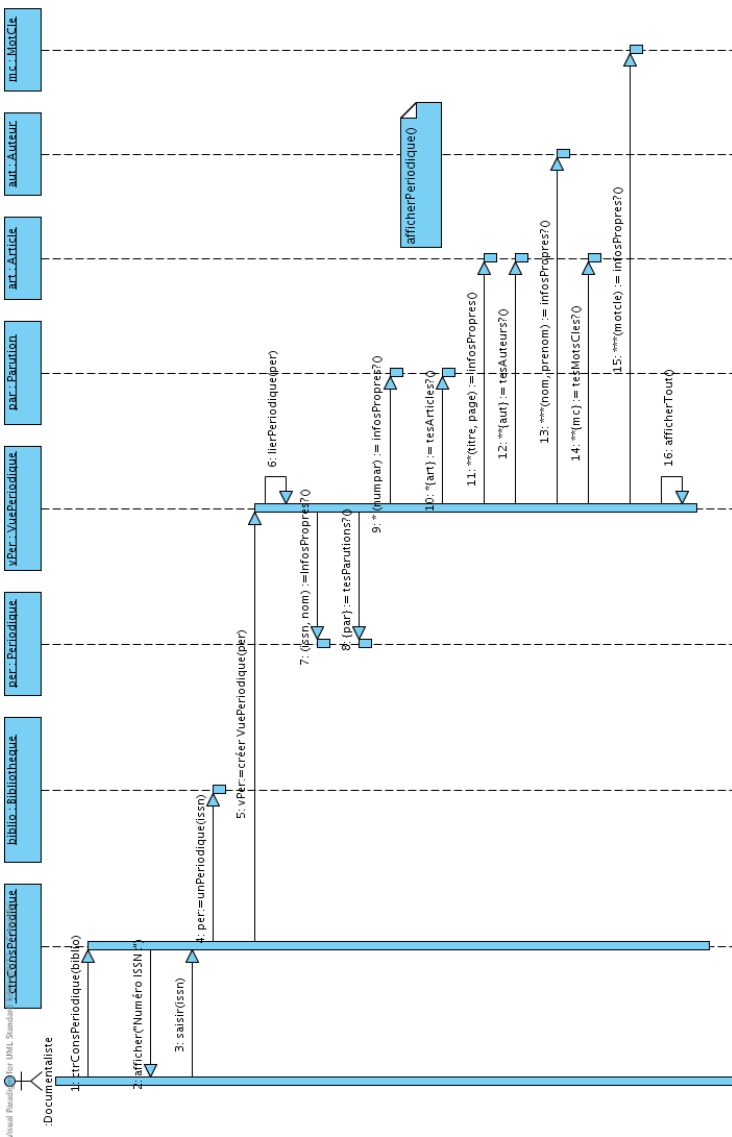 Visual Paradigm for UML Standard
:Documentaliste
: ctrConsPeriodique
biblio : Bibliotheque
per : Periodique
vPer : VuePeriodique
par : Parution
art : Article
aut : Auteur
mc : MotCle
1: ctrConsPeriodique(biblio)
2: afficher("Numéro ISSN :")
3: saisir(issn)
4: per:=unPeriodique(issn)
5: vPer:=créer VuePeriodique(per)
6: lierPeriodique(per)
7: (issn, nom) :=InfosPropres?()
8: {par} := tesParutions?()
9: * (numpar) := infosPropres?()
10: *{art} := tesArticles?()
11: **(titre, page) := infosPropres()
12: **{aut} := tesAuteurs?()
13: ***(nom, prenom) := infosPropres?()
14: **{mc} := tesMotsCles?()
15: ***(motcle) := infosPropres?()
16: afficherTout()
afficherPeriodique()